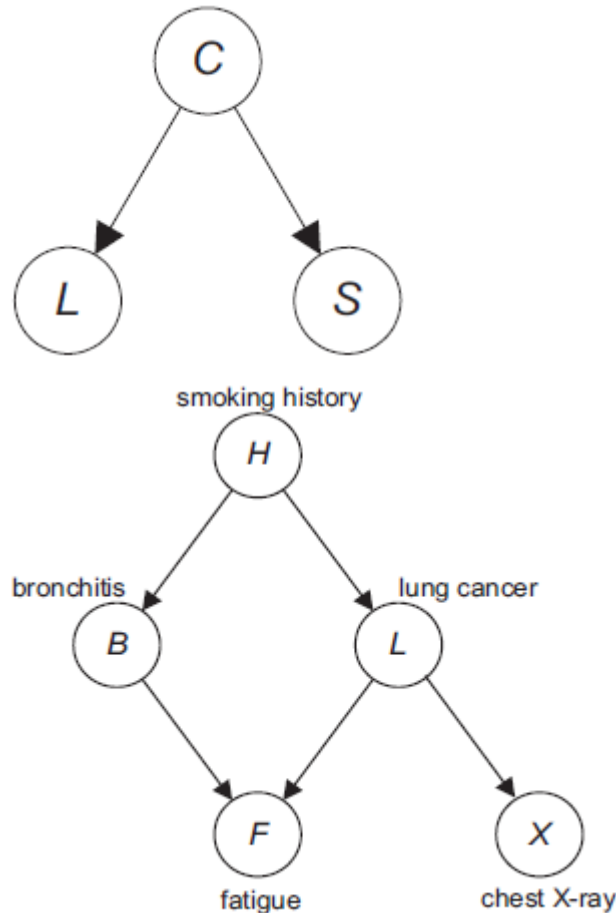 C
L S
smoking history
H
bronchitis lung cancer
B L
F X
fatigue chest X-ray